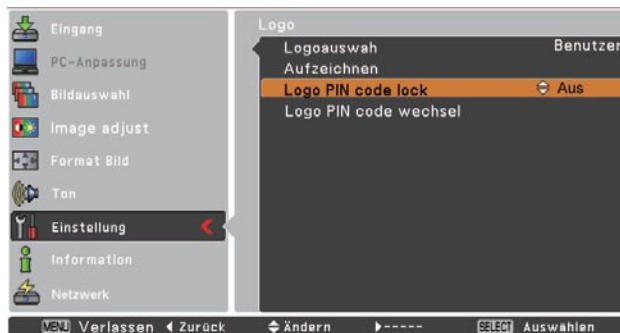 Eingang
PC-Anpassung
Bildauswahl
Image adjust
Format Bild
Ton
Einstellung
Information
Netzwerk
Logo
Logoauswah Benutzer
Aufzeichnen
Logo PIN code lock Aus
Logo PIN code wechsel
MENU Verlassen Zurück Ändern ----- SELECT Auswählen